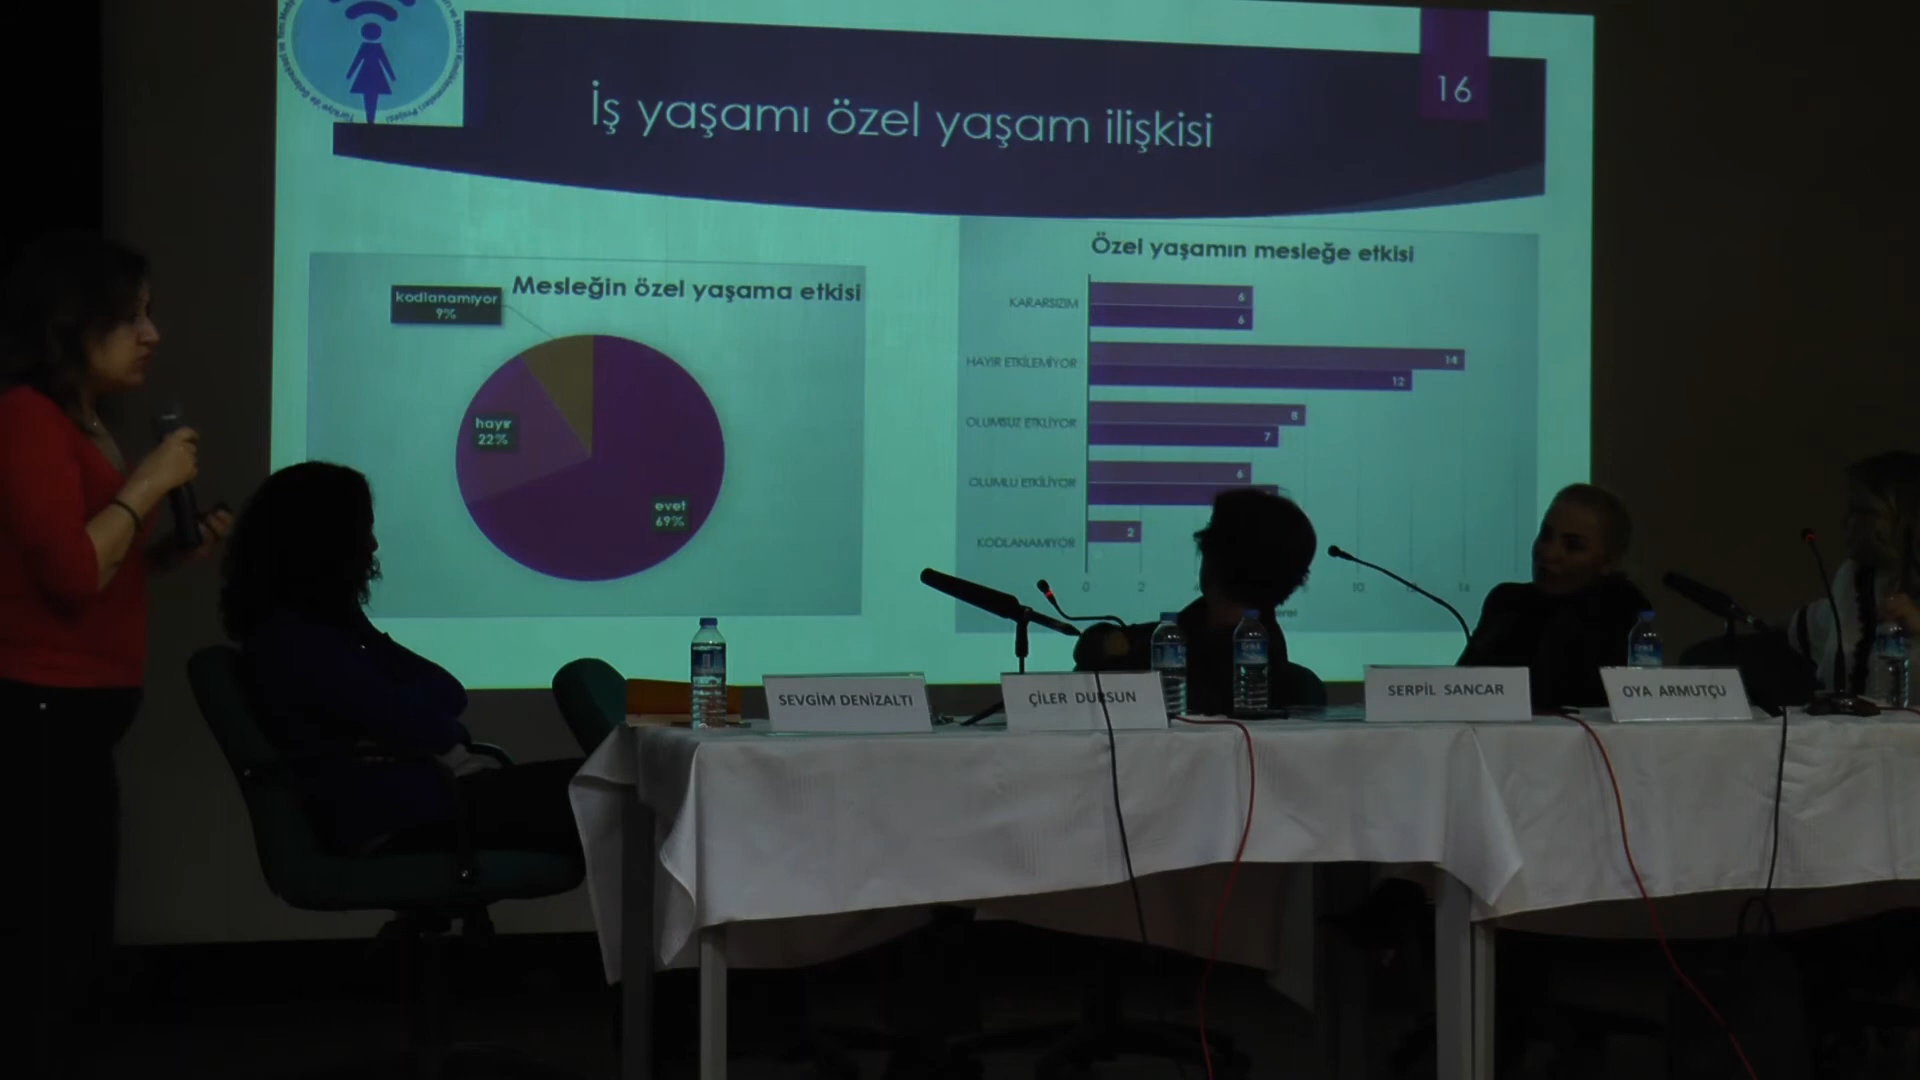 16
İş yaşamı özel yaşam ilişkisi
Mesleğin özel yaşama etkisi
kodlanamıyor
9%
hayır
22%
evet
69%
Özel yaşamın mesleğe etkisi
KARARSIZIM
6
6
HAYIR ETKİLEMİYOR
14
12
OLUMSUZ ETKİLİYOR
8
7
OLUMLU ETKİLİYOR
6
KODLANAMIYOR
2
0 2 10 14
SEVGİM DENİZALTI
ÇİLER DURSUN
SERPİL SANCAR
OYA ARMUTÇU